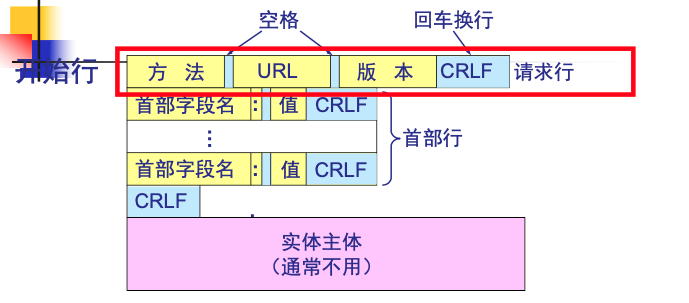 空格 回车换行
开始行 方 法 URL 版 本 CRLF 请求行
首部字段名 : 值 CRLF
⋮ 首部行
首部字段名 : 值 CRLF
CRLF
实体主体
（通常不用）